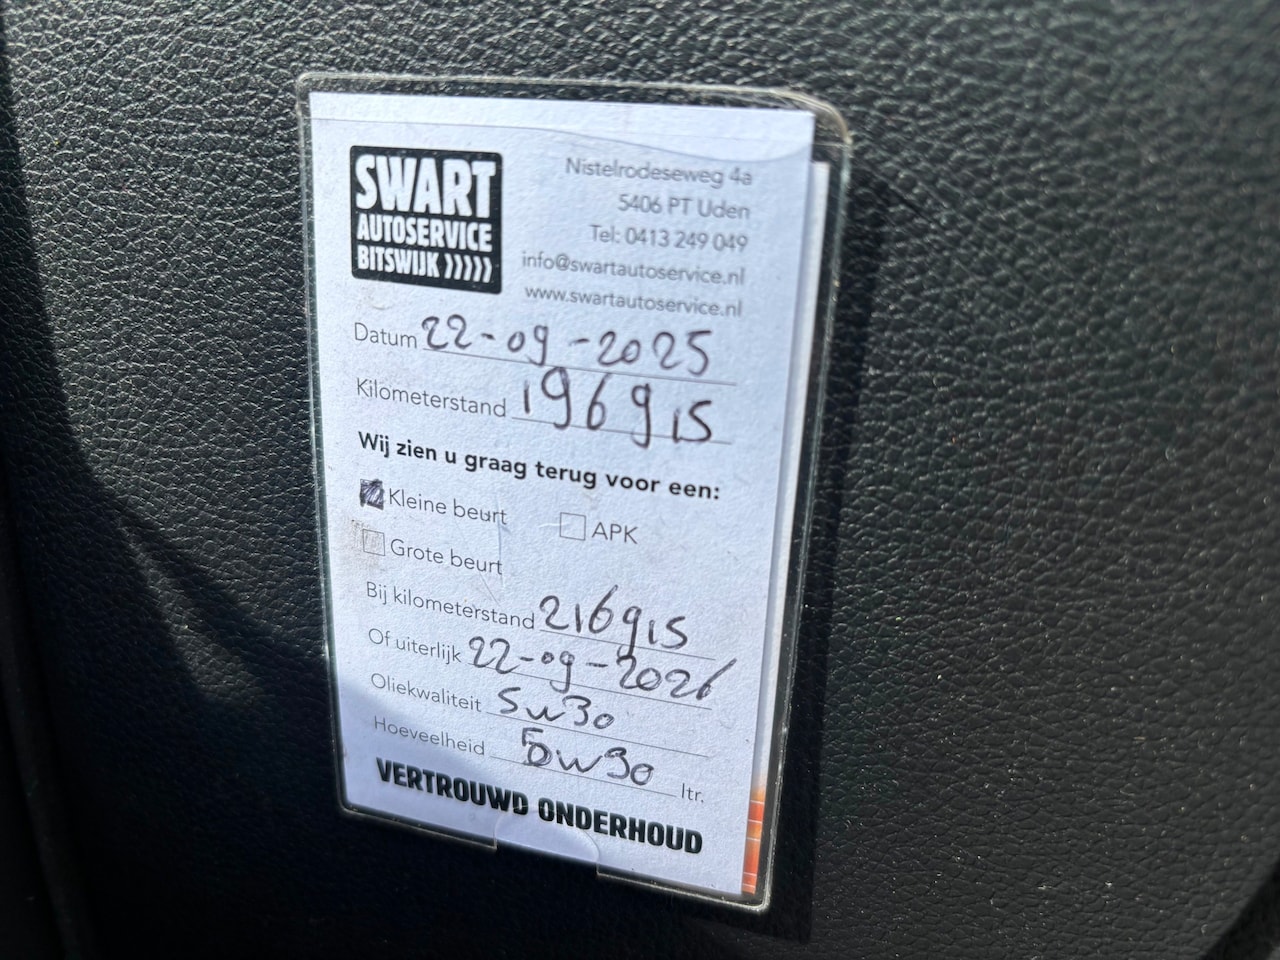 SWART
AUTOSERVICE
BITSWIJK
Nistelrodeseweg 4a
5406 PT Uden
Tel: 0413 249 049
info@swartautoservice.nl
www.swartautoservice.nl
Datum 22-09-2025
Kilometerstand 196915
Wij zien u graag terug voor een:
Kleine beurt APK
Grote beurt
Bij kilometerstand 216915
Of uiterlijk 22-09-2026
Oliekwaliteit 5w30
Hoeveelheid 5w30 ltr.
VERTROUWD ONDERHOUD